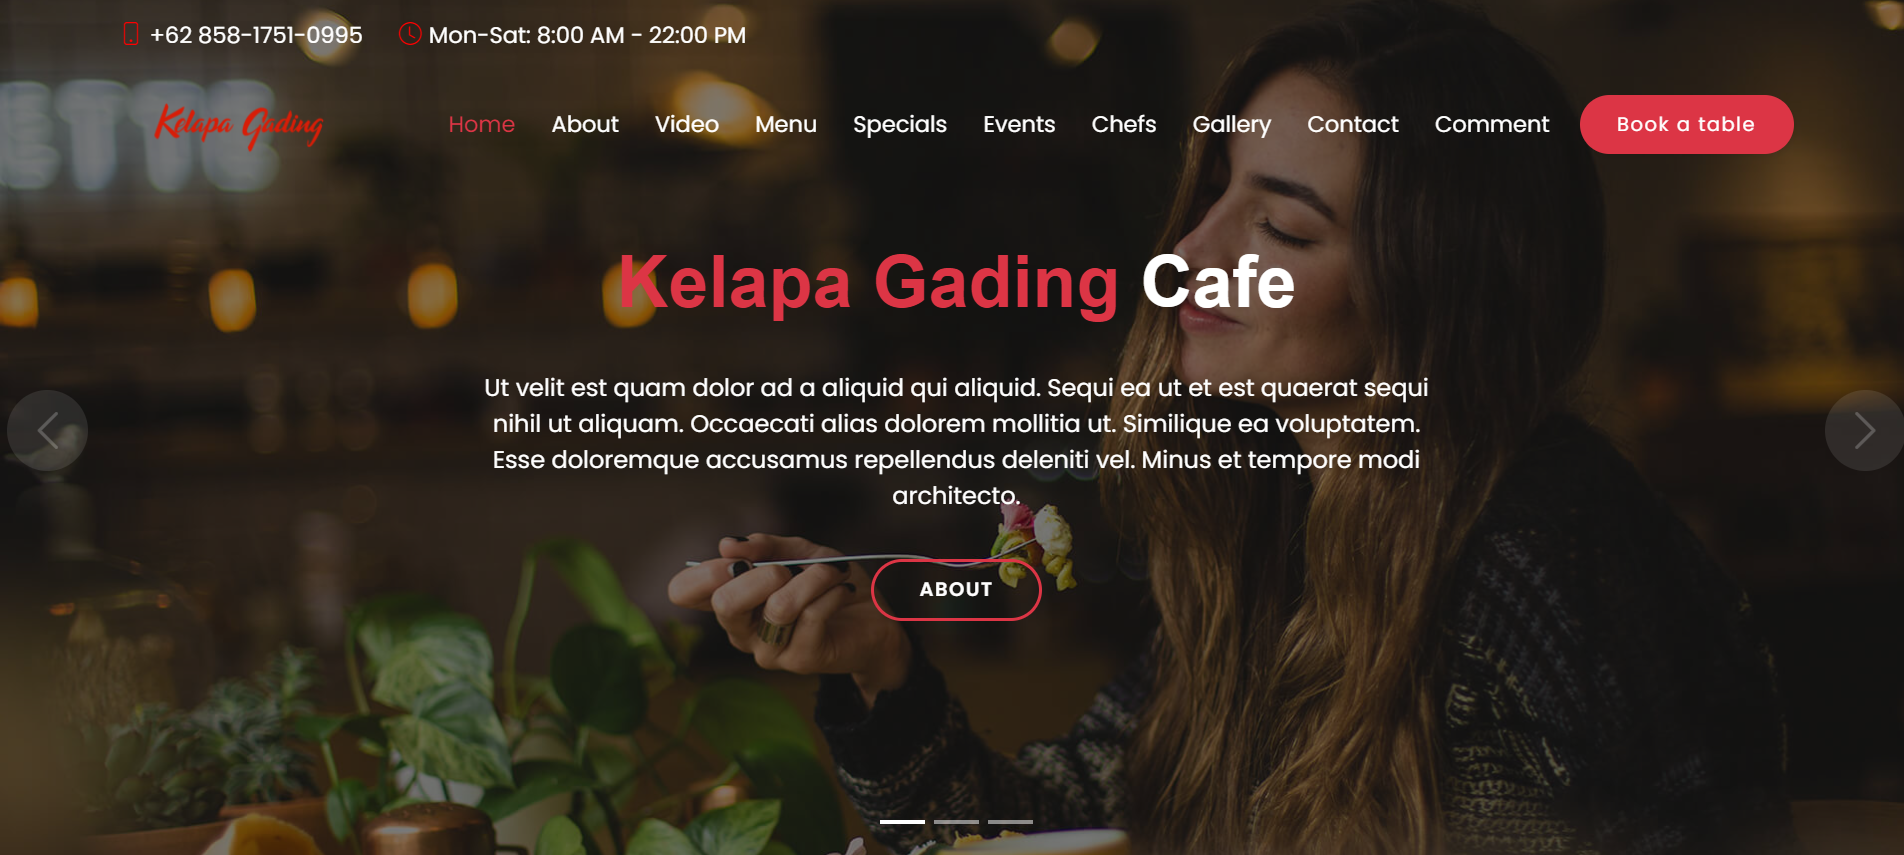 +62 858-1751-0995 Mon-Sat: 8:00 AM - 22:00 PM
Kelapa Gading Home About Video Menu Specials Events Chefs Gallery Contact Comment Book a table
Kelapa Gading Cafe
Ut velit est quam dolor ad a aliquid qui aliquid. Sequi ea ut et est quaerat sequi
nihil ut aliquam. Occaecati alias dolorem mollitia ut. Similique ea voluptatem.
Esse doloremque accusamus repellendus deleniti vel. Minus et tempore modi
architecto.
ABOUT